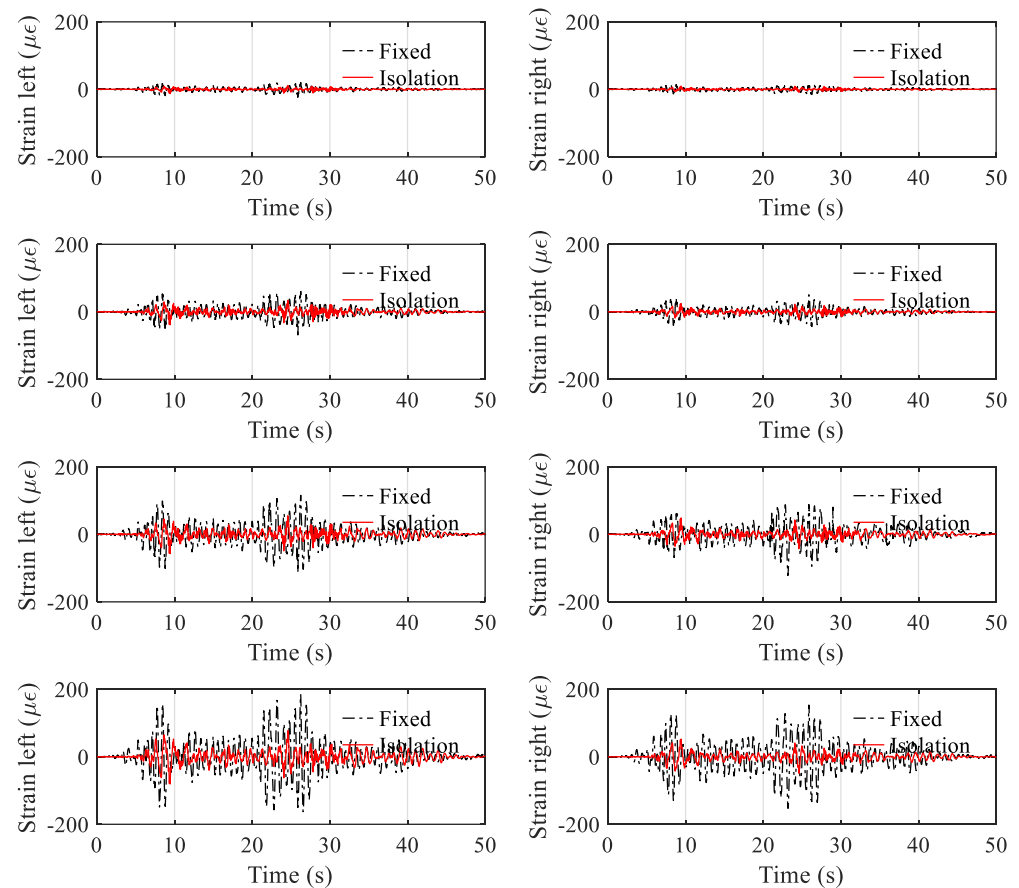 Strain left (με)
200
0
-200
Fixed
Isolation
0 10 20 30 40 50
Time (s)
Strain right (με)
200
0
-200
Fixed
Isolation
0 10 20 30 40 50
Time (s)
Strain left (με)
200
0
-200
Fixed
Isolation
0 10 20 30 40 50
Time (s)
Strain right (με)
200
0
-200
Fixed
Isolation
0 10 20 30 40 50
Time (s)
Strain left (με)
200
0
-200
Fixed
Isolation
0 10 20 30 40 50
Time (s)
Strain right (με)
200
0
-200
Fixed
Isolation
0 10 20 30 40 50
Time (s)
Strain left (με)
200
0
-200
Fixed
Isolation
0 10 20 30 40 50
Time (s)
Strain right (με)
200
0
-200
Fixed
Isolation
0 10 20 30 40 50
Time (s)